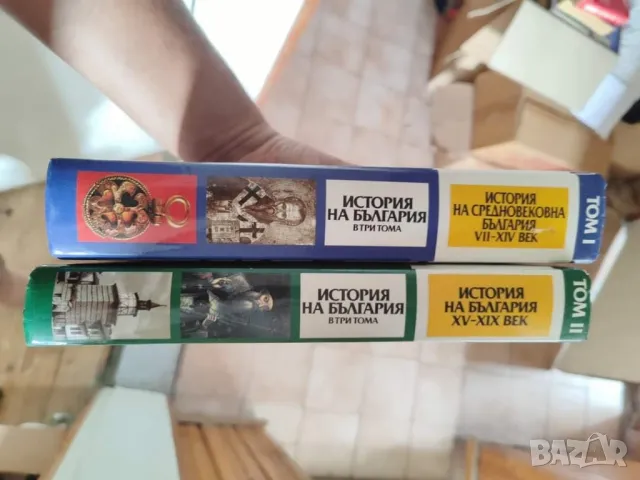 ИСТОРИЯ
НА БЪЛГАРИЯ
В ТРИ ТОМА
ИСТОРИЯ
НА СРЕДНОВЕКОВНА
БЪЛГАРИЯ
VII-XIV ВЕК
ТОМ I
ИСТОРИЯ
НА БЪЛГАРИЯ
В ТРИ ТОМА
ИСТОРИЯ
НА БЪЛГАРИЯ
XV-XIX ВЕК
ТОМ II
BAZAR